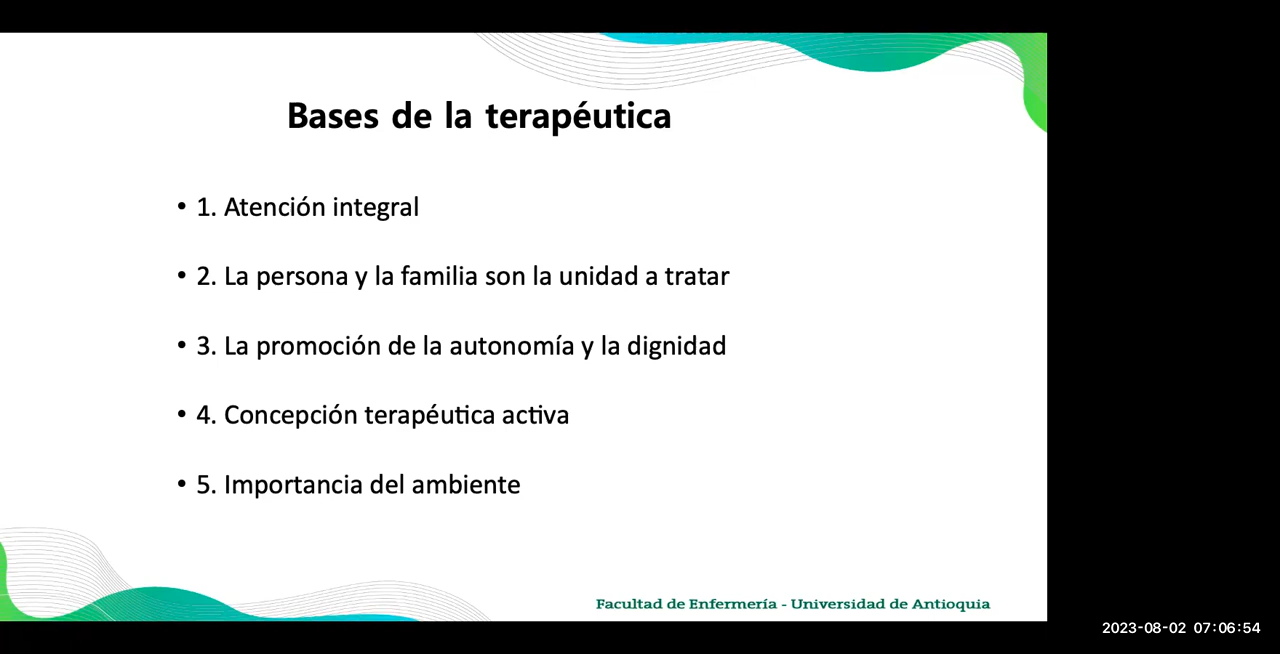 Bases de la terapéutica
• 1. Atención integral
• 2. La persona y la familia son la unidad a tratar
• 3. La promoción de la autonomía y la dignidad
• 4. Concepción terapéutica activa
• 5. Importancia del ambiente
Facultad de Enfermería - Universidad de Antioquia
2023-08-02 07:06:54